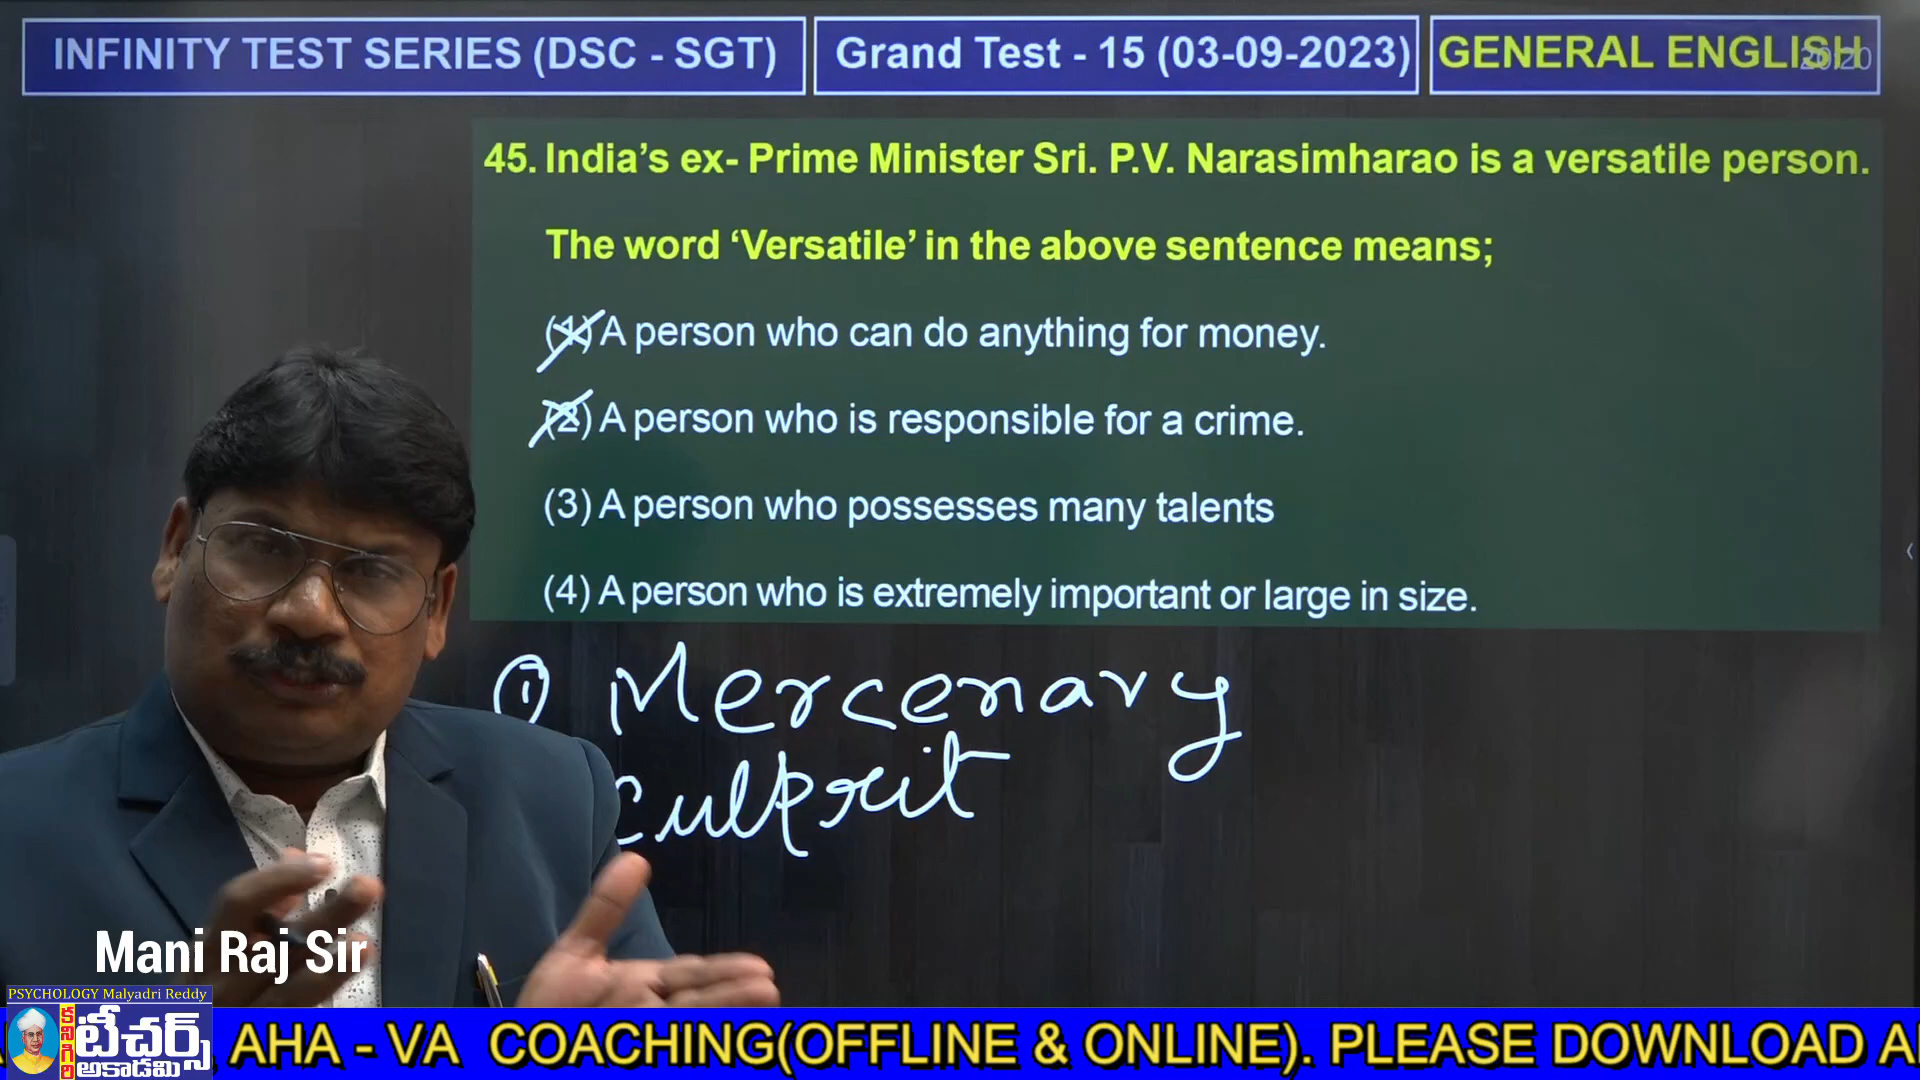 INFINITY TEST SERIES (DSC - SGT)
Grand Test - 15 (03-09-2023)
GENERAL ENGLISH
20:20
45. India's ex- Prime Minister Sri. P.V. Narasimharao is a versatile person.
The word 'Versatile' in the above sentence means;
(1) A person who can do anything for money.
(2) A person who is responsible for a crime.
(3) A person who possesses many talents
(4) A person who is extremely important or large in size.
① Mercenary
Culprit
Mani Raj Sir
PSYCHOLOGY Malyadri Reddy
కనిగిరి
టీచర్స్
అకాడమి
AHA - VA COACHING(OFFLINE & ONLINE). PLEASE DOWNLOAD